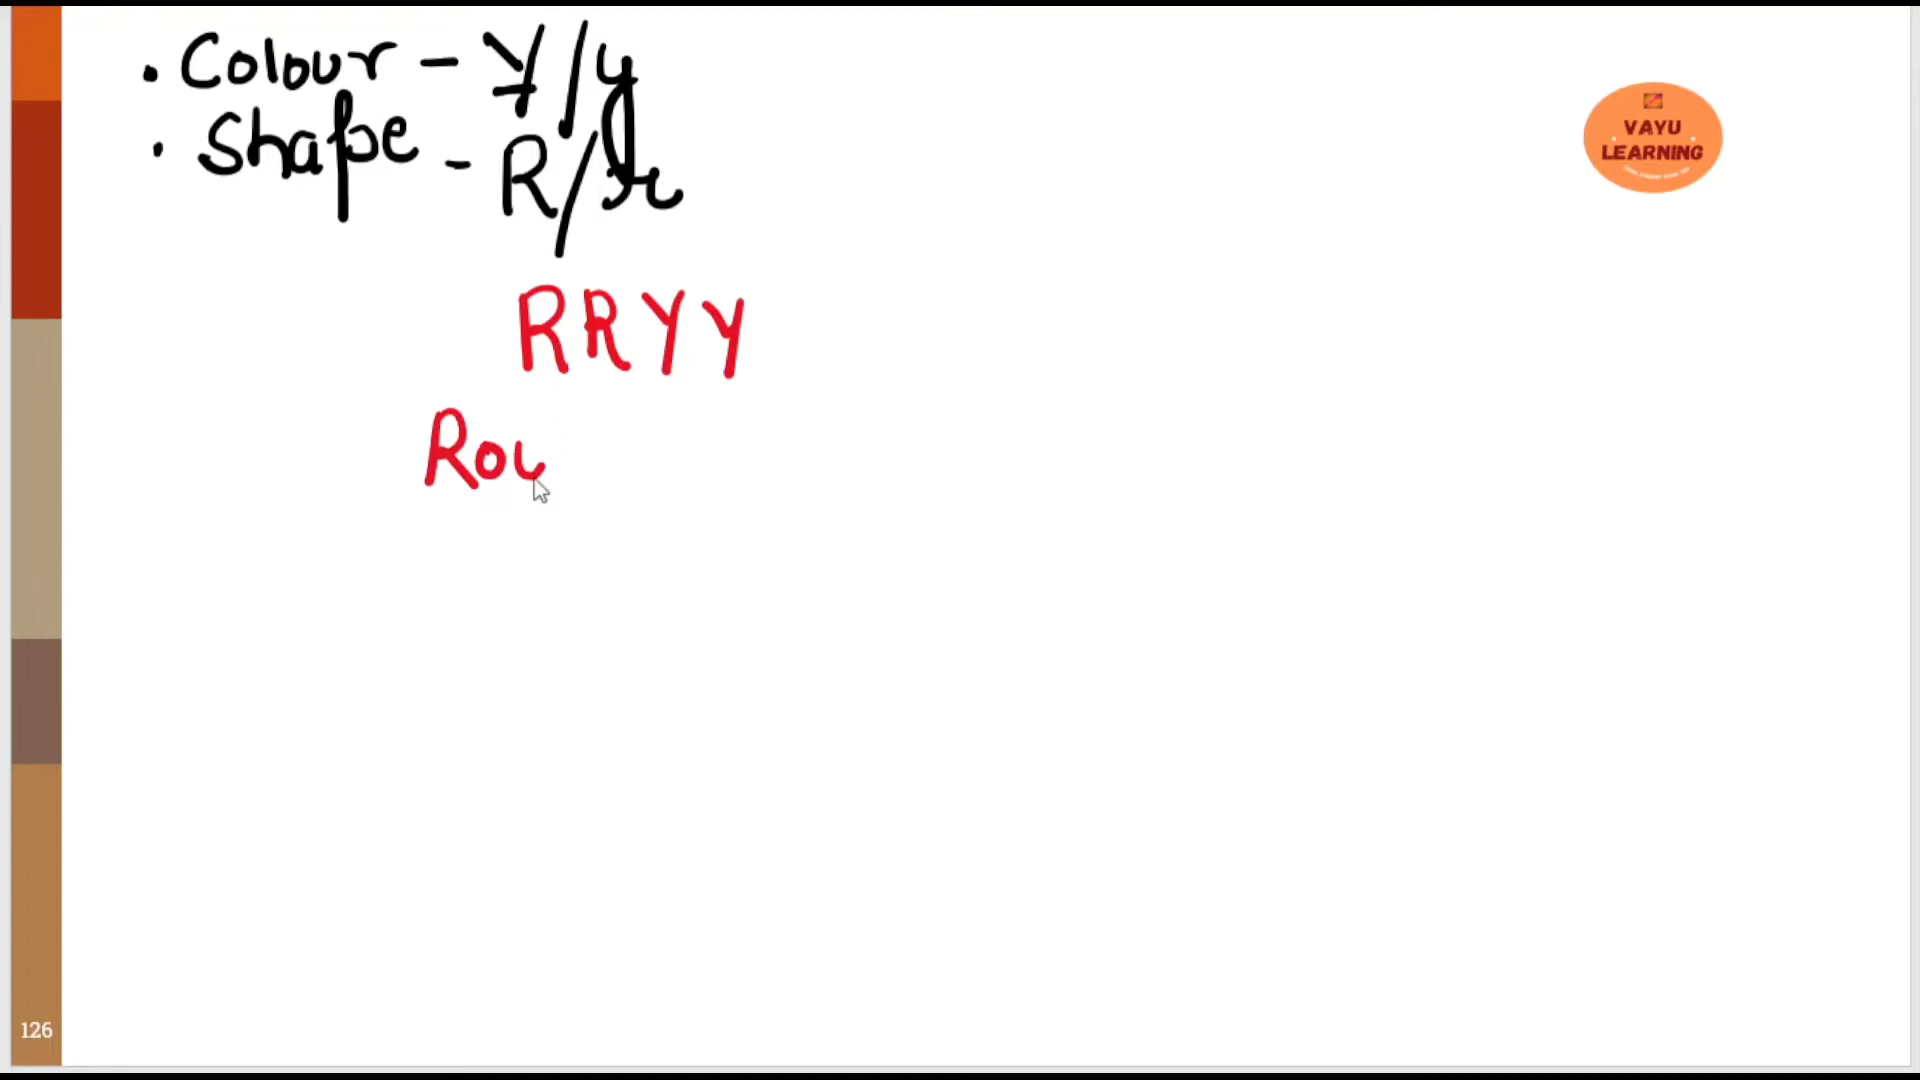 • Colour – Y/y
• Shape – R/r
RRYY
Rou
VAYU
LEARNING
126